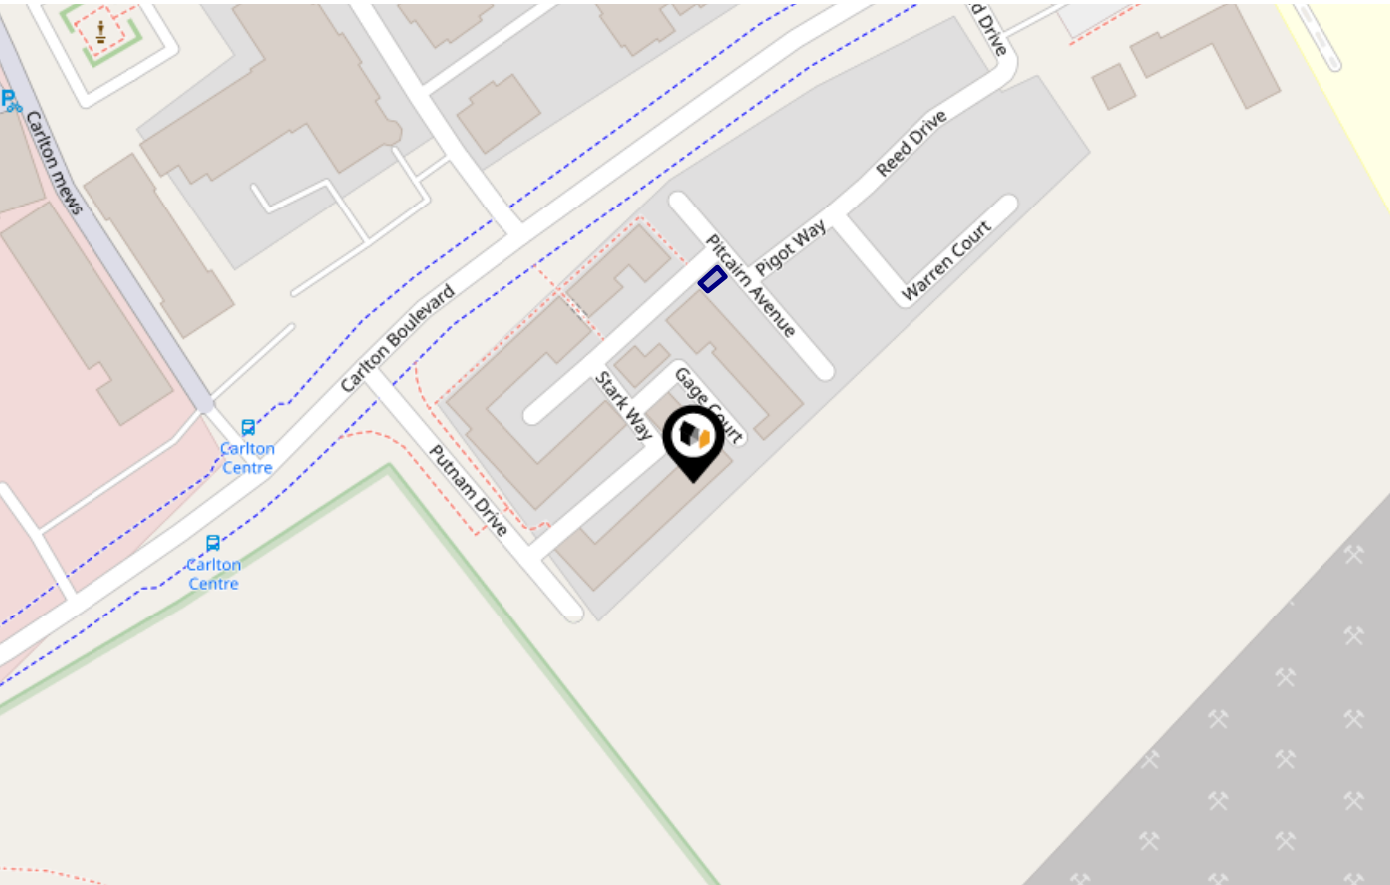 d Drive
P
Carlton mews
Reed Drive
Pitcairn Avenue
Pigot Way
Warren Court
Carlton Boulevard
Stark Way
Gage Court
Carlton
Centre
Putnam Drive
Carlton
Centre